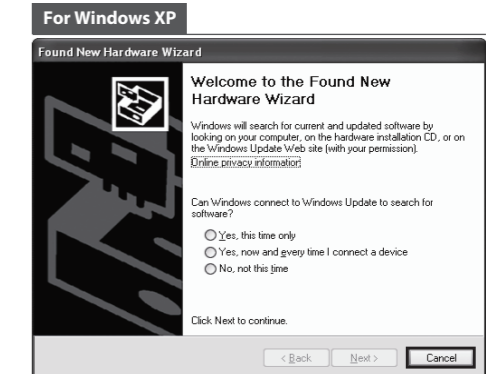 For Windows XP
Found New Hardware Wizard
Welcome to the Found New
Hardware Wizard
Windows will search for current and updated software by
looking on your computer, on the hardware installation CD, or on
the Windows Update Web site (with your permission).
Online privacy information
Can Windows connect to Windows Update to search for
software?
Yes, this time only
Yes, now and every time I connect a device
No, not this time
Click Next to continue.
< Back Next > Cancel